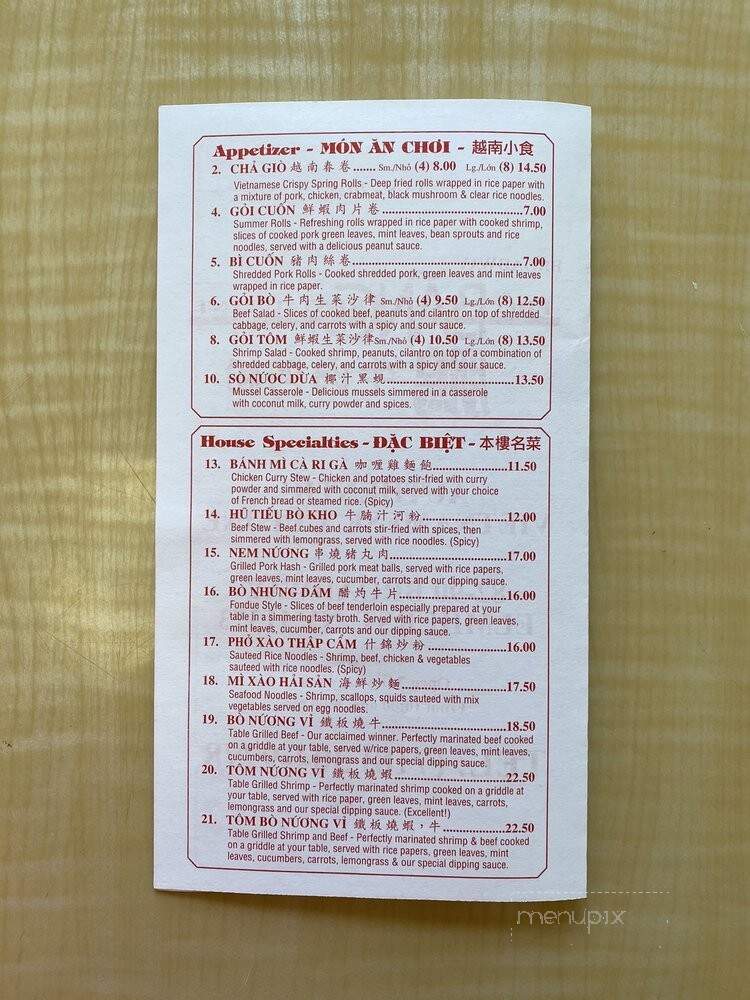 Appetizer - MÓN ĂN CHƠI - 越南小食
2. CHẢ GIÒ 越南春卷...... Sm./Nhỏ (4) 8.00 Lg./Lớn (8) 14.50
Vietnamese Crispy Spring Rolls - Deep fried rolls wrapped in rice paper with
a mixture of pork, chicken, crabmeat, black mushroom & clear rice noodles.
4. GỎI CUỐN 鮮蝦肉片卷.................................7.00
Summer Rolls - Refreshing rolls wrapped in rice paper with cooked shrimp,
slices of cooked pork green leaves, mint leaves, bean sprouts and rice
noodles, served with a delicious peanut sauce.
5. BÌ CUỐN 豬肉絲卷.........................................7.00
Shredded Pork Rolls - Cooked shredded pork, green leaves and mint leaves
wrapped in rice paper.
6. GỎI BÒ 牛肉生菜沙律 Sm./Nhỏ (4) 9.50 Lg./Lớn (8) 12.50
Beef Salad - Slices of cooked beef, peanuts and cilantro on top of shredded
cabbage, celery, and carrots with a spicy and sour sauce.
8. GỎI TÔM 鮮蝦生菜沙律Sm./Nhỏ (4) 10.50 Lg./Lớn (8) 13.50
Shrimp Salad - Cooked shrimp, peanuts, cilantro on top of a combination of
shredded cabbage, celery, and carrots with a spicy and sour sauce.
10. SÒ NƯỚC DỪA 椰汁黑蜆..............................13.50
Mussel Casserole - Delicious mussels simmered in a casserole
with coconut milk, curry powder and spices.
House Specialties - ĐẶC BIỆT - 本樓名菜
13. BÁNH MÌ CÀ RI GÀ 咖喱雞麵飽..................11.50
Chicken Curry Stew - Chicken and potatoes stir-fried with curry
powder and simmered with coconut milk, served with your choice
of French bread or steamed rice. (Spicy)
14. HŨ TIẾU BÒ KHO 牛腩汁河粉.....................12.00
Beef Stew - Beef cubes and carrots stir-fried with spices, then
simmered with lemongrass, served with rice noodles. (Spicy)
15. NEM NƯỚNG 串燒豬丸肉............................17.00
Grilled Pork Hash - Grilled pork meat balls, served with rice papers,
green leaves, mint leaves, cucumber, carrots and our dipping sauce.
16. BÒ NHÚNG DẤM 醋灼牛片..........................16.00
Fondue Style - Slices of beef tenderloin especially prepared at your
table in a simmering tasty broth. Served with rice papers, green leaves,
mint leaves, cucumber, carrots and our dipping sauce.
17. PHỞ XÀO THẬP CẨM 什錦炒粉....................16.00
Sauteed Rice Noodles - Shrimp, beef, chicken & vegetables
sauteed with rice noodles. (Spicy)
18. MÌ XÀO HẢI SẢN 海鮮炒麵.........................17.50
Seafood Noodles - Shrimp, scallops, squids sauteed with mix
vegetables served on egg noodles.
19. BÒ NƯỚNG VỈ 鐵板燒牛..............................18.50
Table Grilled Beef - Our acclaimed winner. Perfectly marinated beef cooked
on a griddle at your table, served w/rice papers, green leaves, mint leaves,
cucumbers, carrots, lemongrass and our special dipping sauce.
20. TÔM NƯỚNG VỈ 鐵板燒蝦...........................22.50
Table Grilled Shrimp - Perfectly marinated shrimp cooked on a griddle at
your table, served with rice paper, green leaves, mint leaves, carrots,
lemongrass and our special dipping sauce. (Excellent!)
21. TÔM BÒ NƯỚNG VỈ 鐵板燒蝦，牛................22.50
Table Grilled Shrimp and Beef - Perfectly marinated shrimp & beef cooked
on a griddle at your table, served with rice papers, green leaves, mint
leaves, cucumbers, carrots, lemongrass & our special dipping sauce.
menupix